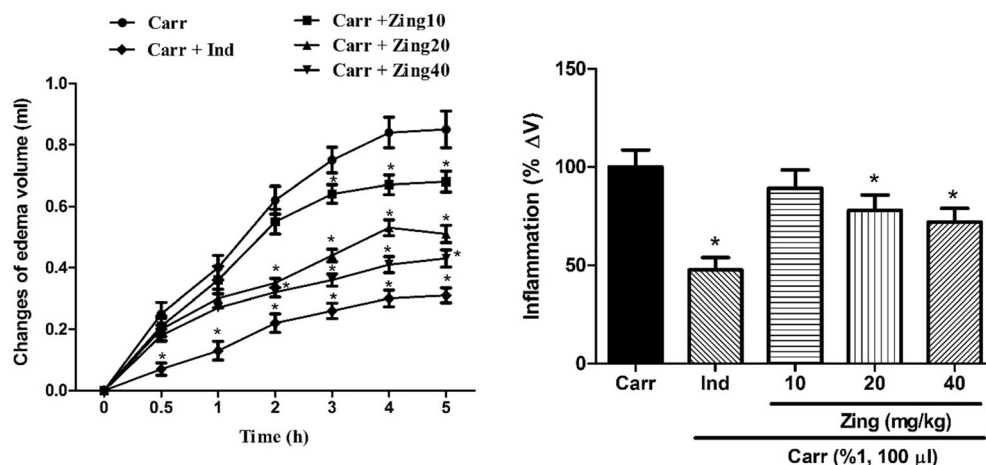 Carr
Carr + Ind
Carr +Zing10
Carr + Zing20
Carr + Zing40
Changes of edema volume (ml)
1.0
0.8
0.6
0.4
0.2
0.0
* * * * * * * * * * * * * * * * * *
0 0.5 1 2 3 4 5
Time (h)
Inflammation (% ΔV)
150
100
50
0
* * *
Carr Ind 10 20 40
Zing (mg/kg)
Carr (%1, 100 µl)